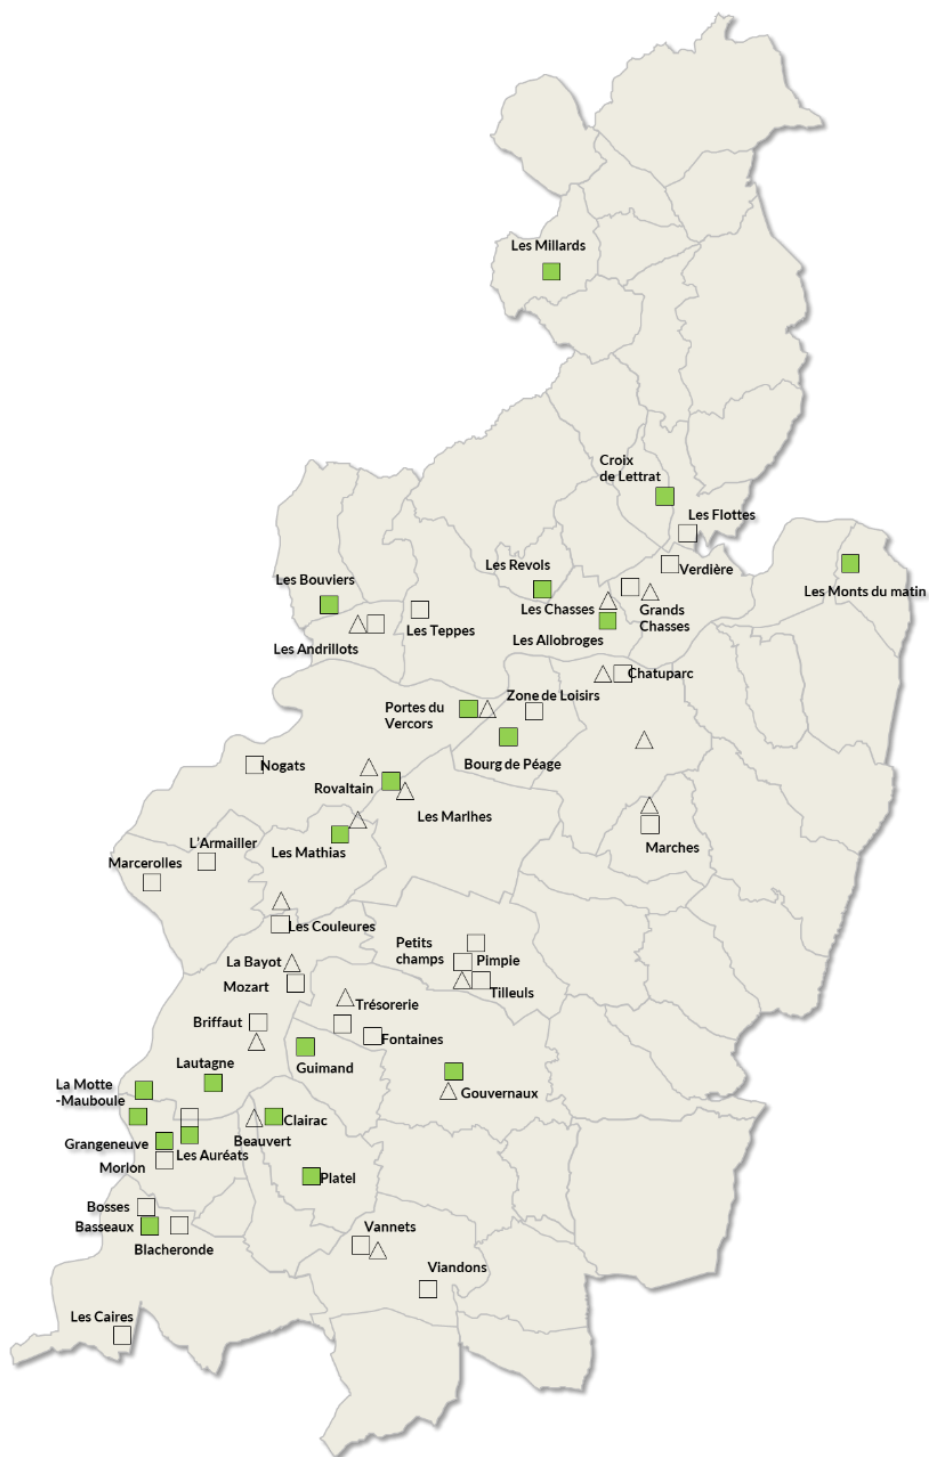 Les Millards
Croix
de Lettrat
Les Flottes
Les Revols
Verdière
Les Bouviers
Les Monts du matin
Les Chasses
Grands
Chasses
Les Teppes
Les Allobroges
Les Andrillots
Chatuparc
Zone de Loisirs
Portes du
Vercors
Bourg de Péage
Nogats
Rovaltain
Les Marlhes
L'Armailler
Les Mathias
Marches
Marcerolles
Les Couleures
Petits
champs
Pimpie
La Bayot
Mozart
Tilleuls
Trésorerie
Briffaut
Fontaines
Lautagne
Guimand
La Motte
-Mauboule
Gouvernaux
Clairac
Grangeneuve
Beauvert
Les Auréats
Morlon
Platel
Bosses
Basseaux
Vannets
Blacheronde
Viandons
Les Caires